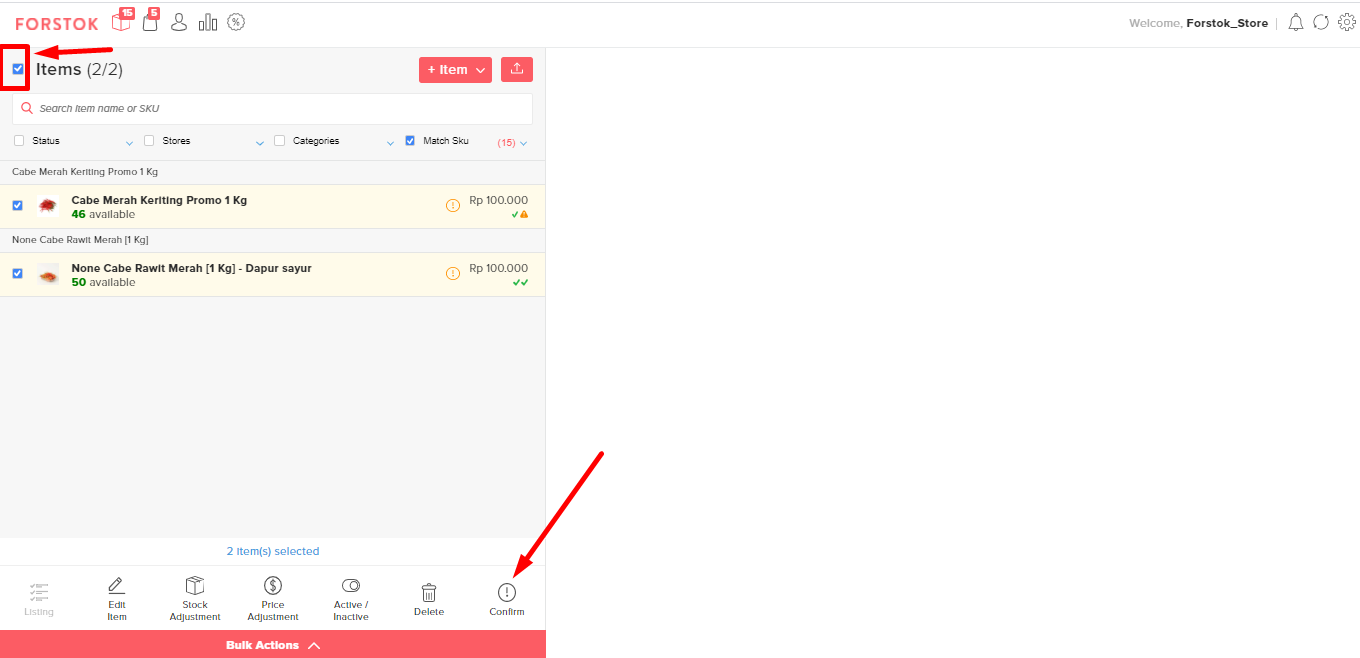 FORSTOK 15 5 Welcome, Forstok_Store
Items (2/2) + Item
Search Item name or SKU
Status Stores Categories Match Sku (15)
Cabe Merah Keriting Promo 1 Kg
Cabe Merah Keriting Promo 1 Kg Rp 100.000
46 available
None Cabe Rawit Merah [1 Kg]
None Cabe Rawit Merah [1 Kg] - Dapur sayur Rp 100.000
50 available
2 item(s) selected
Listing
Edit
Item
Stock
Adjustment
Price
Adjustment
Active /
Inactive
Delete
Confirm
Bulk Actions